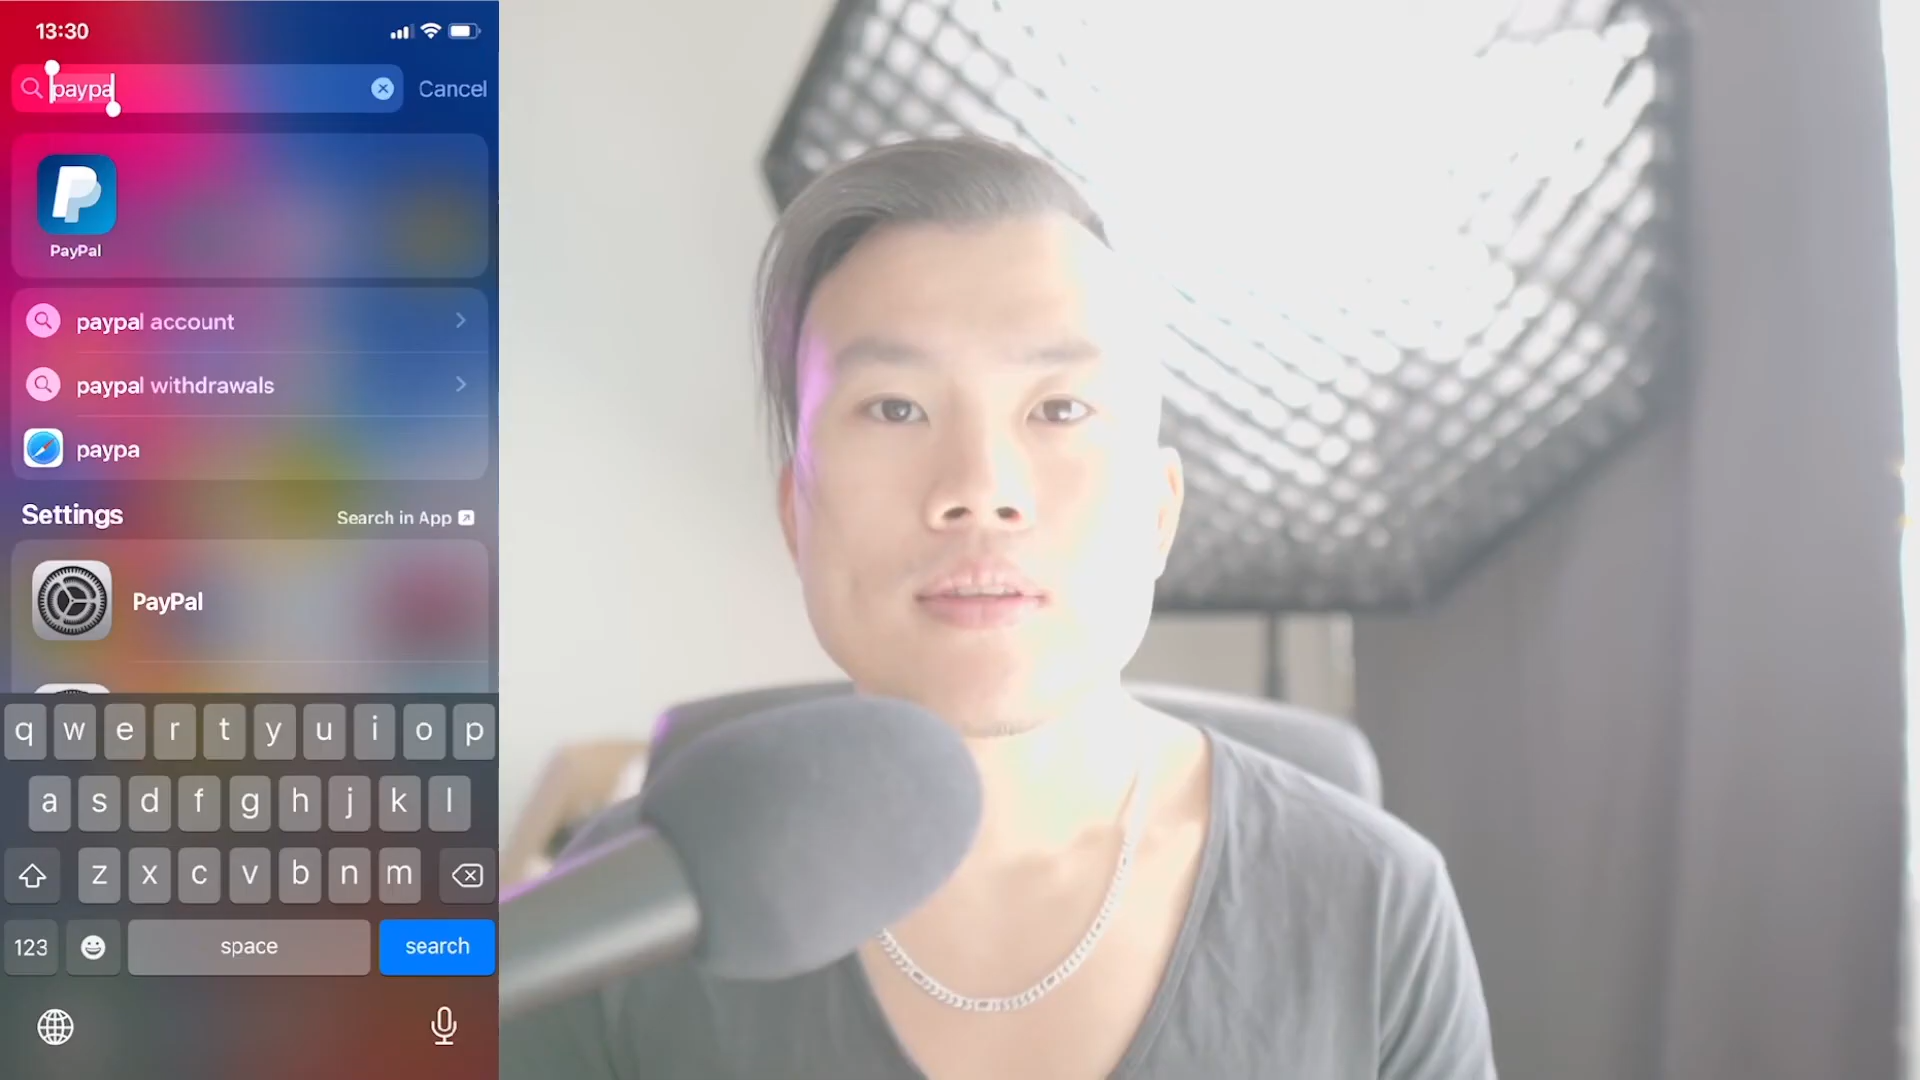 13:30
paypa
Cancel
PayPal
paypal account
paypal withdrawals
paypa
Settings
Search in App
PayPal
q w e r t y u i o p
a s d f g h j k l
z x c v b n m
123 space search